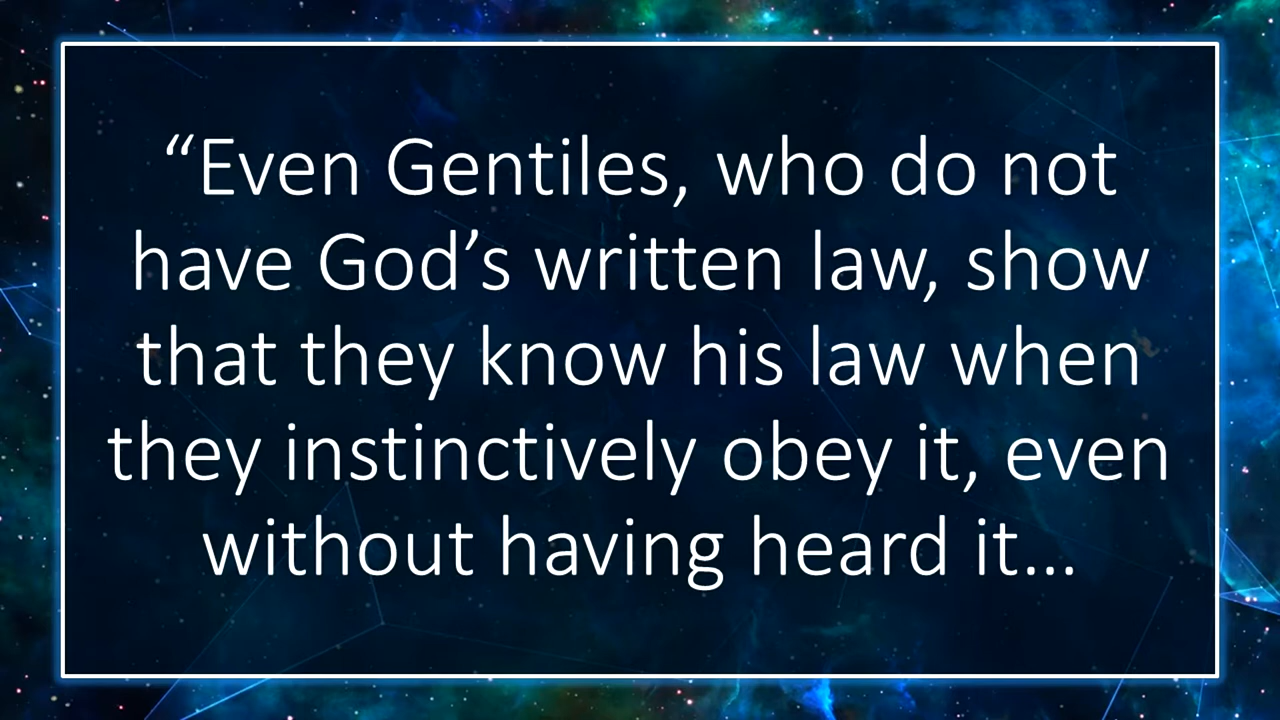 “Even Gentiles, who do not
have God’s written law, show
that they know his law when
they instinctively obey it, even
without having heard it...